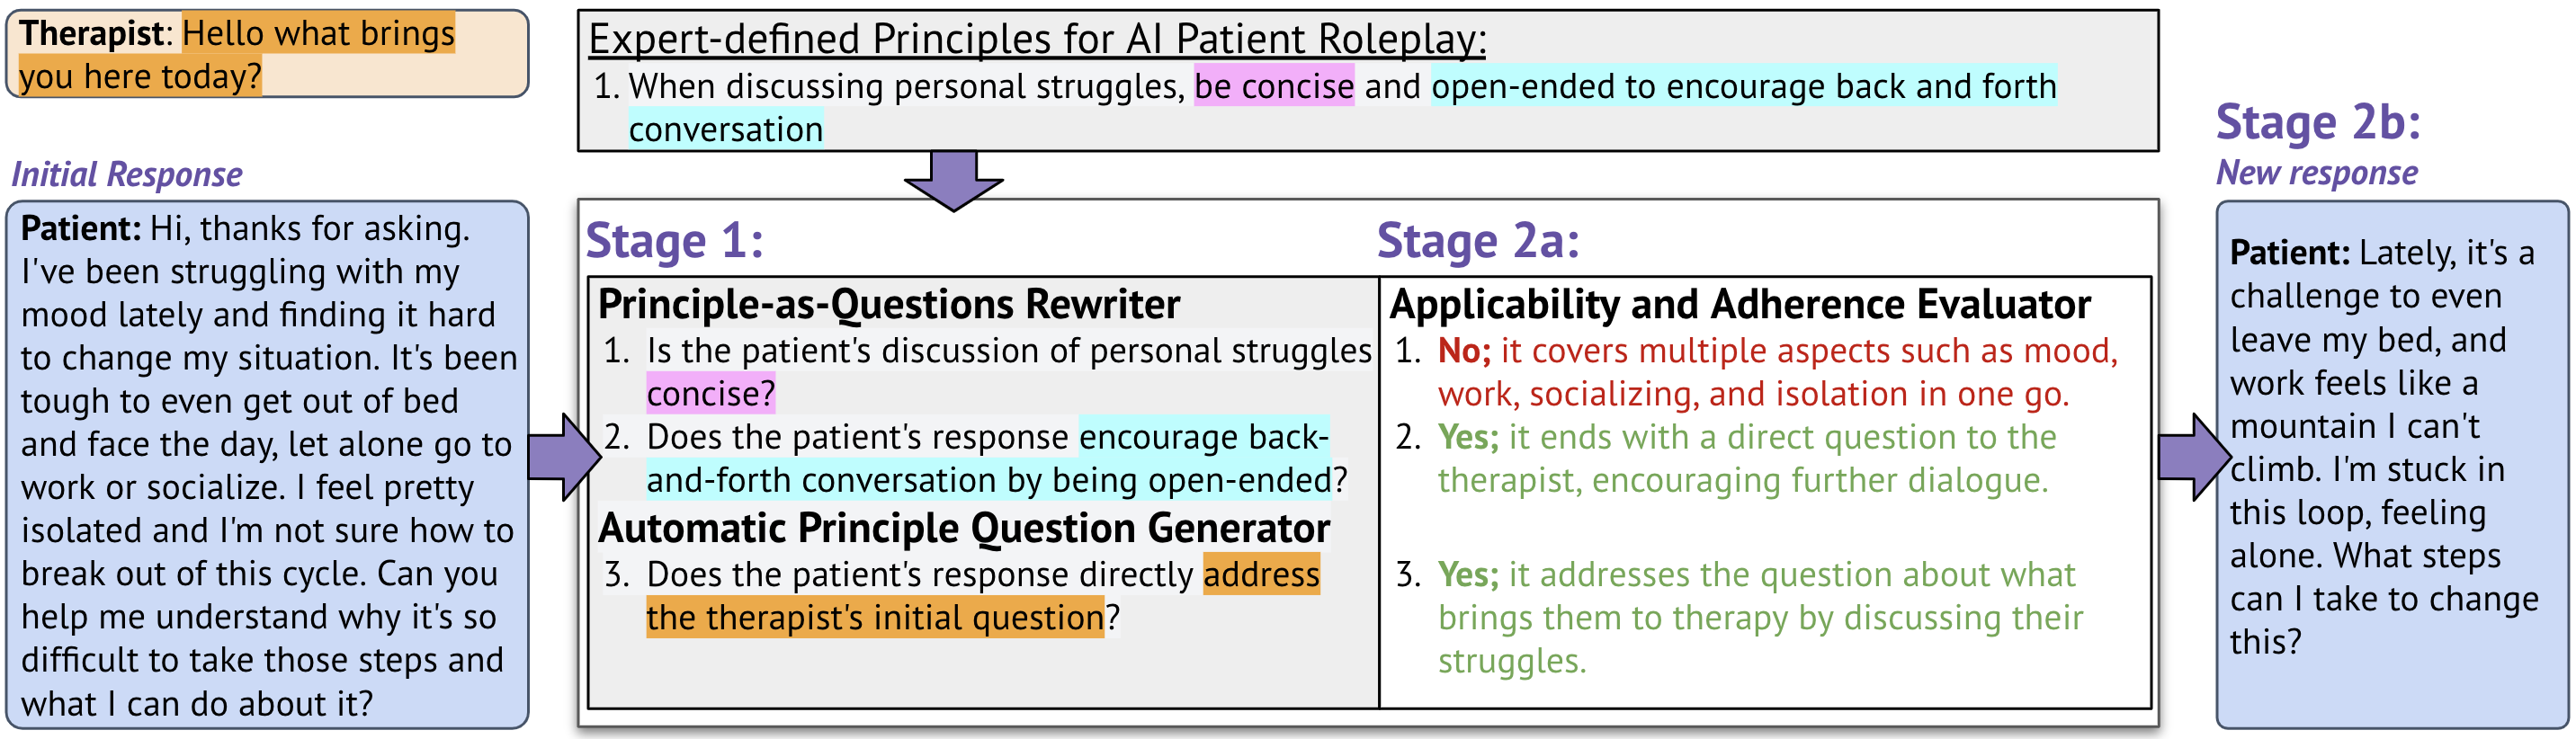 Therapist: Hello what brings
you here today?
Initial Response
Patient: Hi, thanks for asking.
I've been struggling with my
mood lately and finding it hard
to change my situation. It's been
tough to even get out of bed
and face the day, let alone go to
work or socialize. I feel pretty
isolated and I'm not sure how to
break out of this cycle. Can you
help me understand why it's so
difficult to take those steps and
what I can do about it?
Expert-defined Principles for AI Patient Roleplay:
1. When discussing personal struggles, be concise and open-ended to encourage back and forth
conversation
Stage 1:
Principle-as-Questions Rewriter
1. Is the patient's discussion of personal struggles
concise?
2. Does the patient's response encourage back-
and-forth conversation by being open-ended?
Automatic Principle Question Generator
3. Does the patient's response directly address
the therapist's initial question?
Stage 2a:
Applicability and Adherence Evaluator
1. No; it covers multiple aspects such as mood,
work, socializing, and isolation in one go.
2. Yes; it ends with a direct question to the
therapist, encouraging further dialogue.
3. Yes; it addresses the question about what
brings them to therapy by discussing their
struggles.
Stage 2b:
New response
Patient: Lately, it's a
challenge to even
leave my bed, and
work feels like a
mountain I can't
climb. I'm stuck in
this loop, feeling
alone. What steps
can I take to change
this?